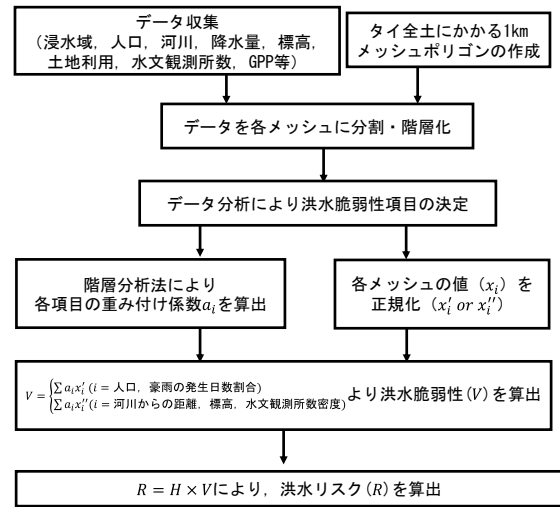 データ収集
（浸水域，人口，河川，降水量，標高，
土地利用，水文観測所数，GPP等）
タイ全土にかかる1km
メッシュポリゴンの作成
データを各メッシュに分割・階層化
データ分析により洪水脆弱性項目の決定
階層分析法により
各項目の重み付け係数𝑎𝑖を算出
各メッシュの値（𝑥𝑖）を
正規化（𝑥𝑖′ 𝑜𝑟 𝑥𝑖′′）
𝑉 = {∑ 𝑎𝑖𝑥𝑖′ (𝑖 = 人口，豪雨の発生日数割合)
∑ 𝑎𝑖𝑥𝑖′′(𝑖 = 河川からの距離，標高，水文観測所数密度)
より洪水脆弱性(𝑉)を算出
𝑅 = 𝐻 × 𝑉により，洪水リスク(𝑅)を算出